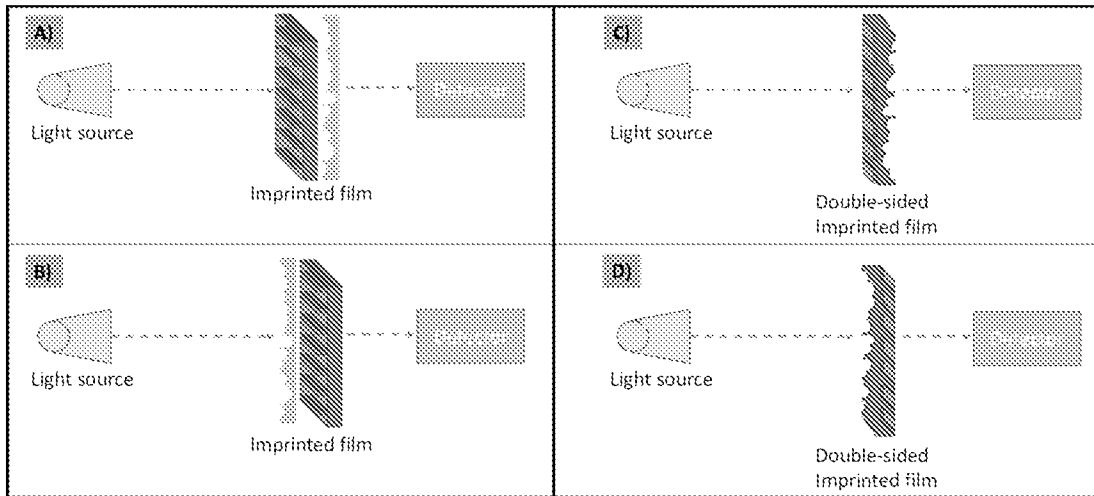 A)
Light source
Imprinted film
B)
Light source
Imprinted film
C)
Light source
Double-sided
Imprinted film
D)
Light source
Double-sided
Imprinted film